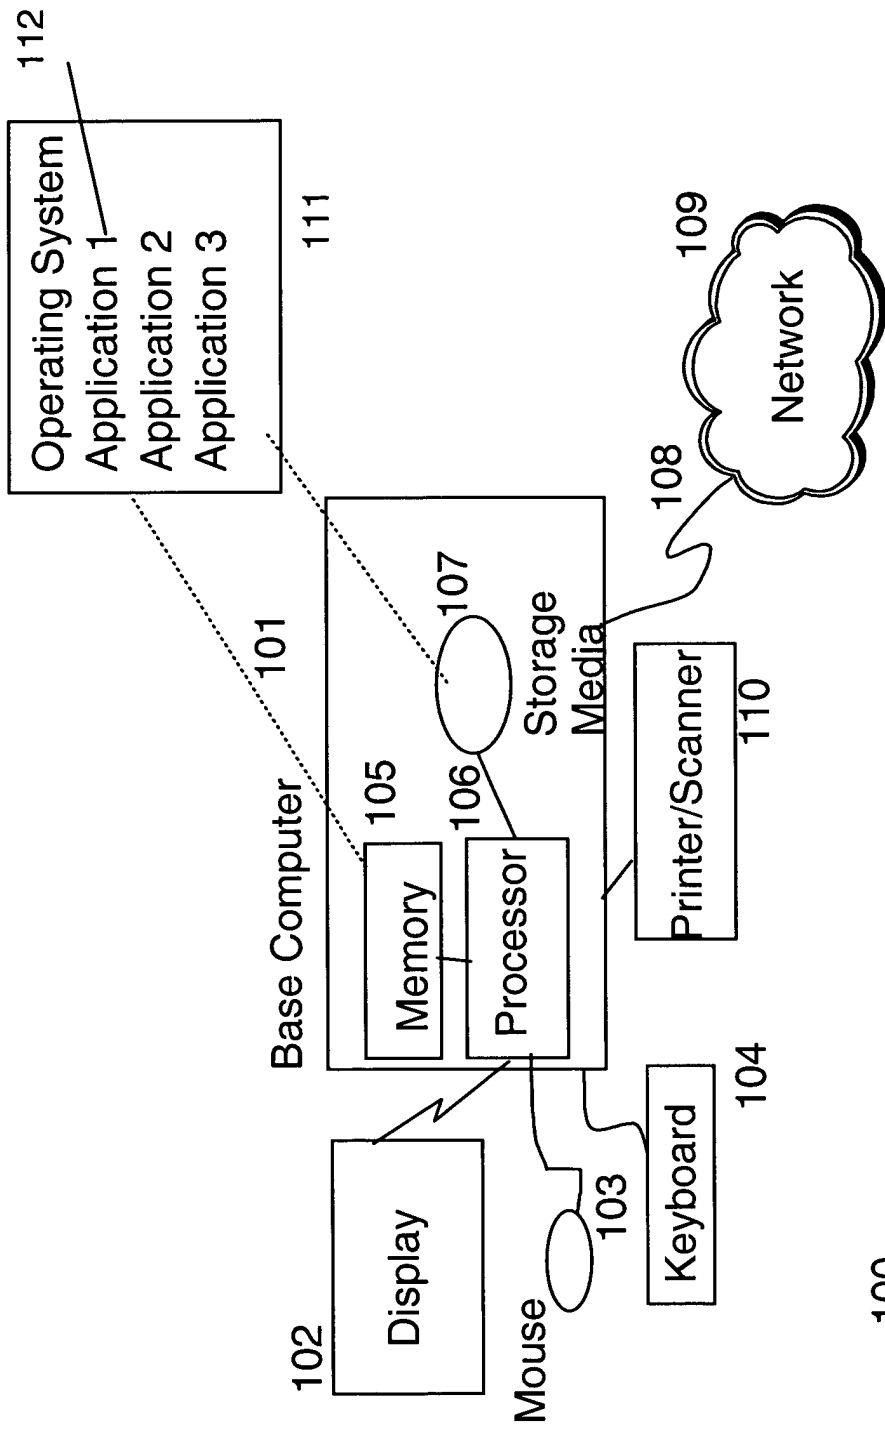 112
Operating System
Application 1
Application 2
Application 3
111
101
Base Computer
105
Memory
106
Processor
107
Storage
Media
108
109
Network
102
Display
Mouse
103
Keyboard
104
Printer/Scanner
110
100